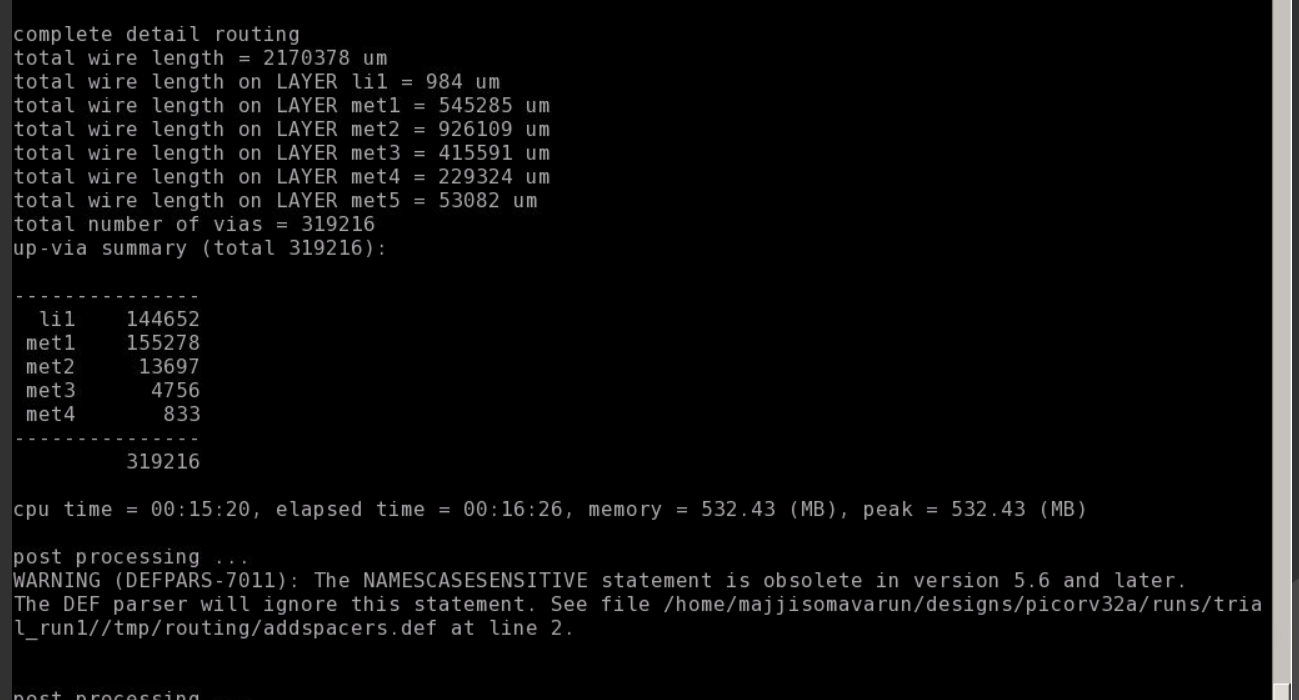 complete detail routing
total wire length = 2170378 um
total wire length on LAYER li1 = 984 um
total wire length on LAYER met1 = 545285 um
total wire length on LAYER met2 = 926109 um
total wire length on LAYER met3 = 415591 um
total wire length on LAYER met4 = 229324 um
total wire length on LAYER met5 = 53082 um
total number of vias = 319216
up-via summary (total 319216):
---------------
li1 144652
met1 155278
met2 13697
met3 4756
met4 833
---------------
319216
cpu time = 00:15:20, elapsed time = 00:16:26, memory = 532.43 (MB), peak = 532.43 (MB)
post processing ...
WARNING (DEFPARS-7011): The NAMESCASESENSITIVE statement is obsolete in version 5.6 and later.
The DEF parser will ignore this statement. See file /home/majjisomavarun/designs/picorv32a/runs/tria
l_run1//tmp/routing/addspacers.def at line 2.
post processing ...